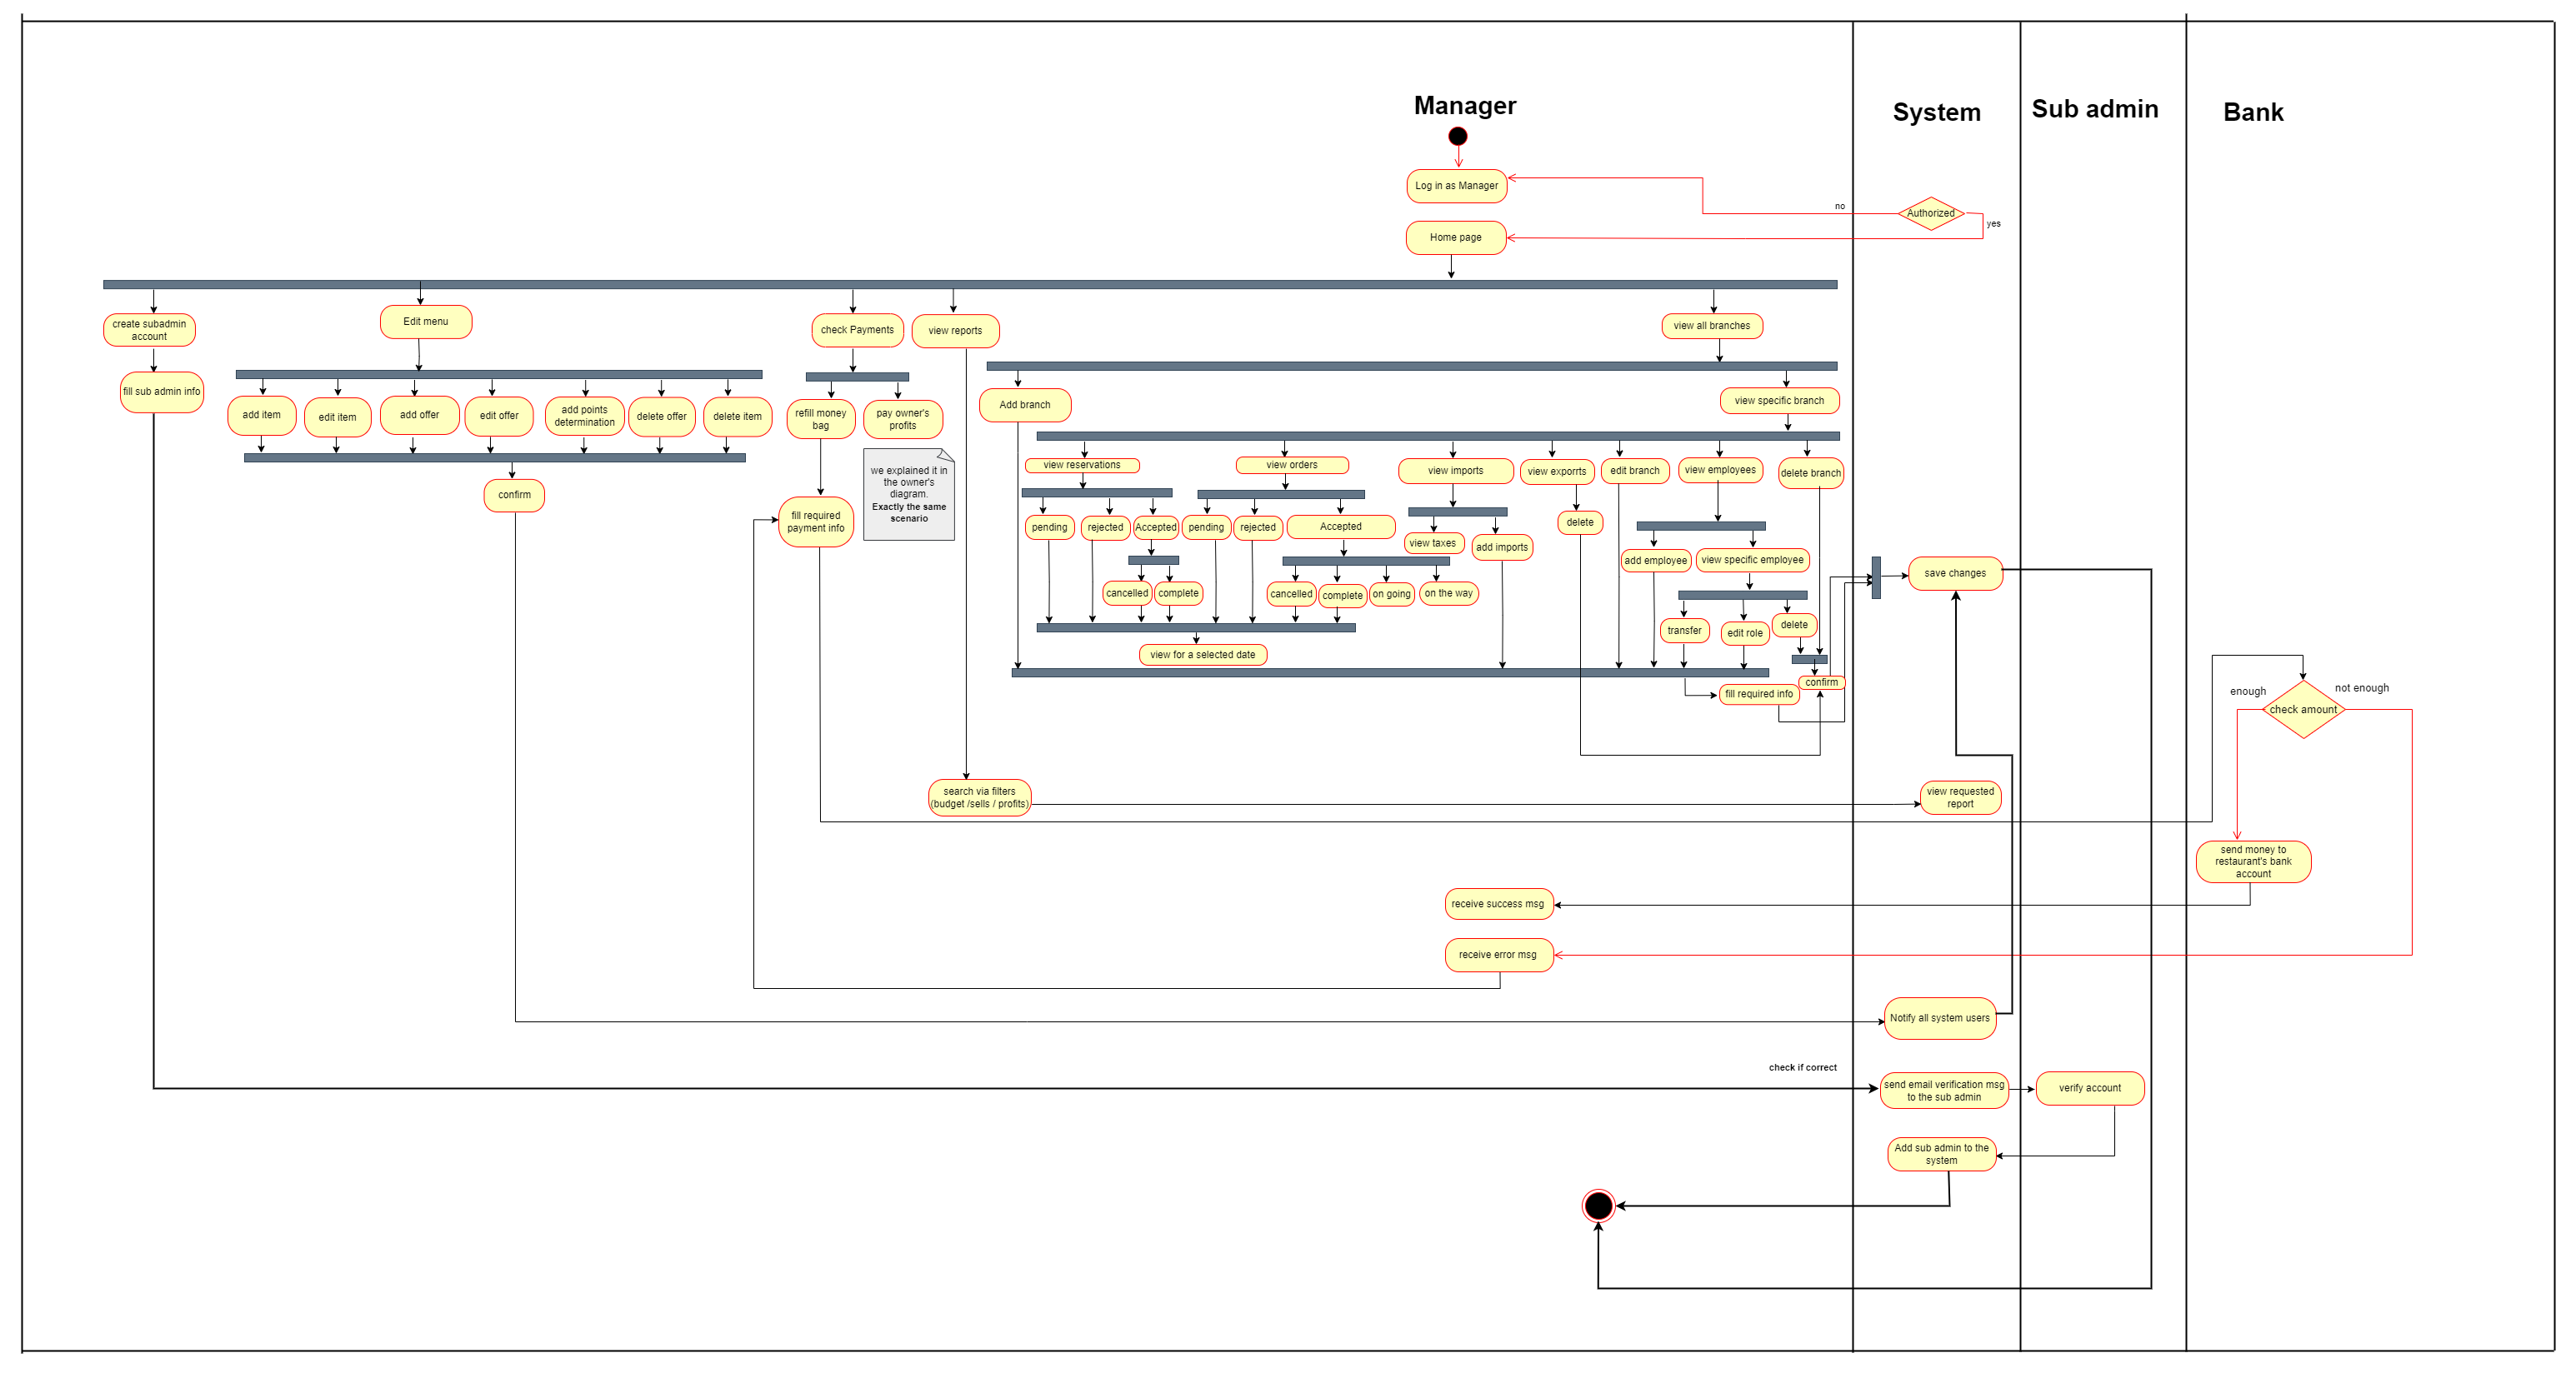 Manager
System
Sub admin
Bank
Log in as Manager
no
Authorized
yes
Home page
create subadmin
account
Edit menu
check Payments
view reports
view all branches
fill sub admin info
add item
edit item
add offer
edit offer
add points
determination
delete offer
delete item
refill money
bag
pay owner's
profits
Add branch
view specific branch
we explained it in
the owner's
diagram.
Exactly the same
scenario
view reservations
view orders
view imports
view exporrts
edit branch
view employees
delete branch
confirm
fill required
payment info
pending
rejected
Accepted
pending
rejected
Accepted
view taxes
add imports
delete
add employee
view specific employee
save changes
cancelled
complete
cancelled
complete
on going
on the way
transfer
edit role
delete
view for a selected date
confirm
fill required info
enough
not enough
check amount
search via filters
(budget /sells / profits)
view requested
report
send money to
restaurant's bank
account
receive success msg
receive error msg
Notify all system users
check if correct
send email verification msg
to the sub admin
verify account
Add sub admin to the
system